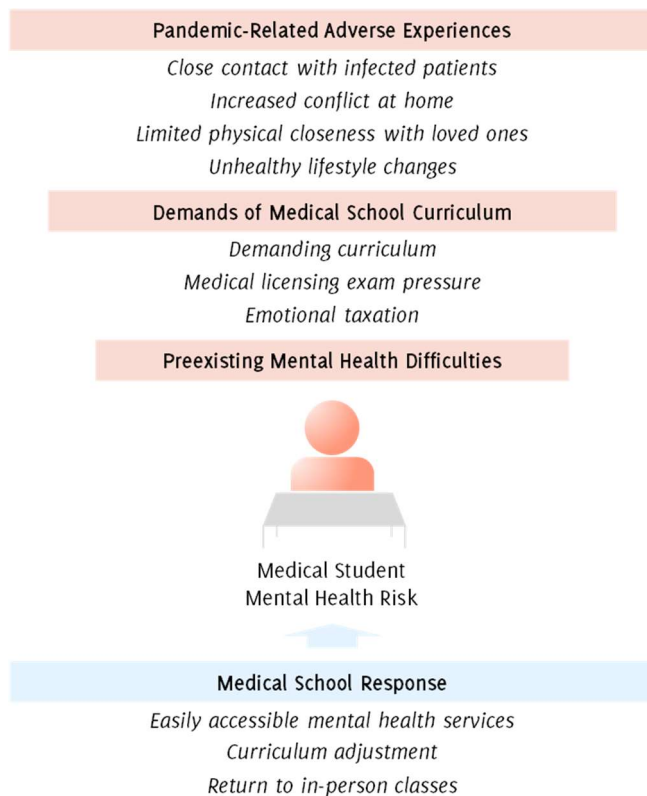 Pandemic-Related Adverse Experiences
Close contact with infected patients
Increased conflict at home
Limited physical closeness with loved ones
Unhealthy lifestyle changes
Demands of Medical School Curriculum
Demanding curriculum
Medical licensing exam pressure
Emotional taxation
Preexisting Mental Health Difficulties
Medical Student
Mental Health Risk
Medical School Response
Easily accessible mental health services
Curriculum adjustment
Return to in-person classes